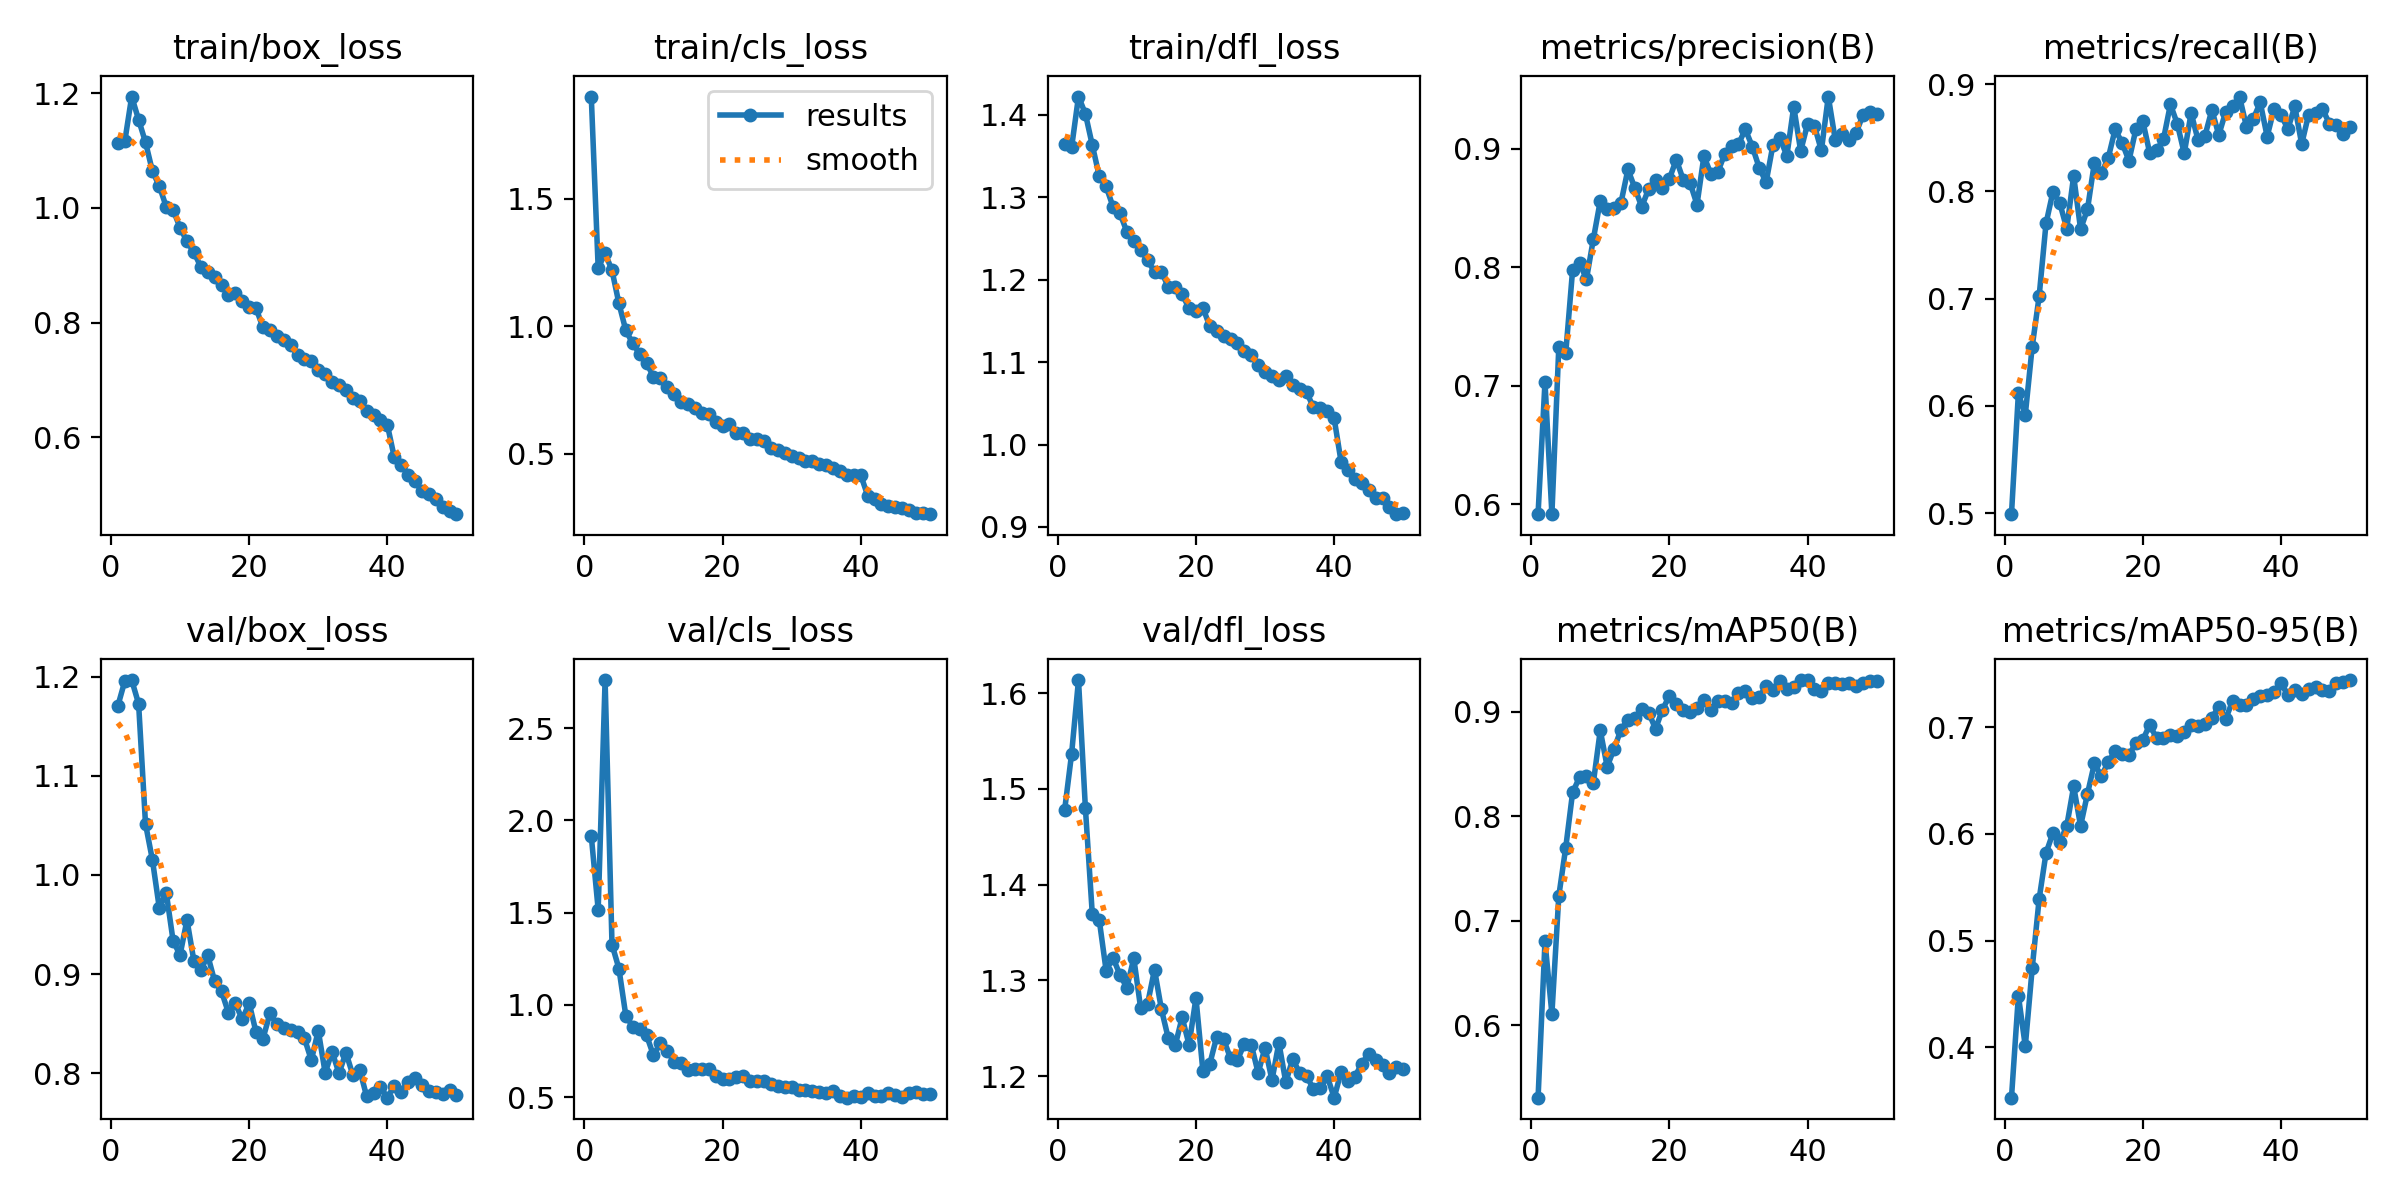 train/box_loss
1.2
1.0
0.8
0.6
0 20 40
train/cls_loss
results
smooth
1.5
1.0
0.5
0 20 40
train/dfl_loss
1.4
1.3
1.2
1.1
1.0
0.9
0 20 40
metrics/precision(B)
0.9
0.8
0.7
0.6
0 20 40
metrics/recall(B)
0.9
0.8
0.7
0.6
0.5
0 20 40
val/box_loss
1.2
1.1
1.0
0.9
0.8
0 20 40
val/cls_loss
2.5
2.0
1.5
1.0
0.5
0 20 40
val/dfl_loss
1.6
1.5
1.4
1.3
1.2
0 20 40
metrics/mAP50(B)
0.9
0.8
0.7
0.6
0 20 40
metrics/mAP50-95(B)
0.7
0.6
0.5
0.4
0 20 40